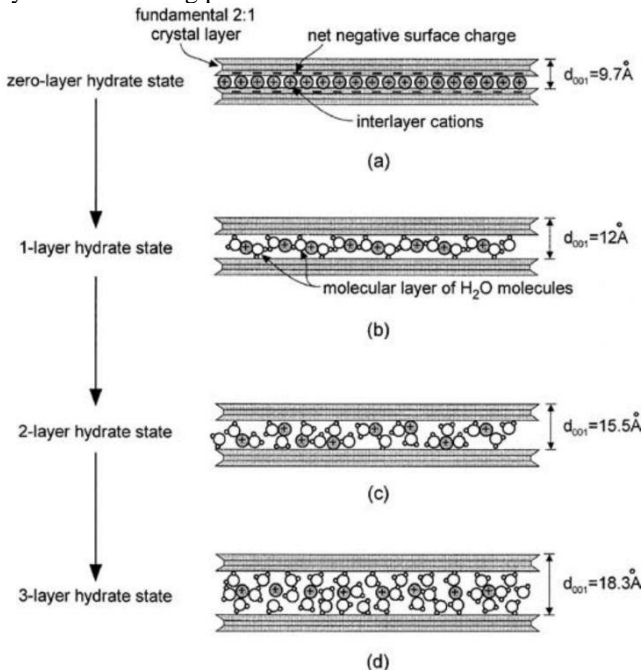 fundamental 2:1
crystal layer
net negative surface charge
zero-layer hydrate state
d001=9.7Å
interlayer cations
(a)
1-layer hydrate state
d001=12Å
molecular layer of H2O molecules
(b)
2-layer hydrate state
d001=15.5Å
(c)
3-layer hydrate state
d001=18.3Å
(d)